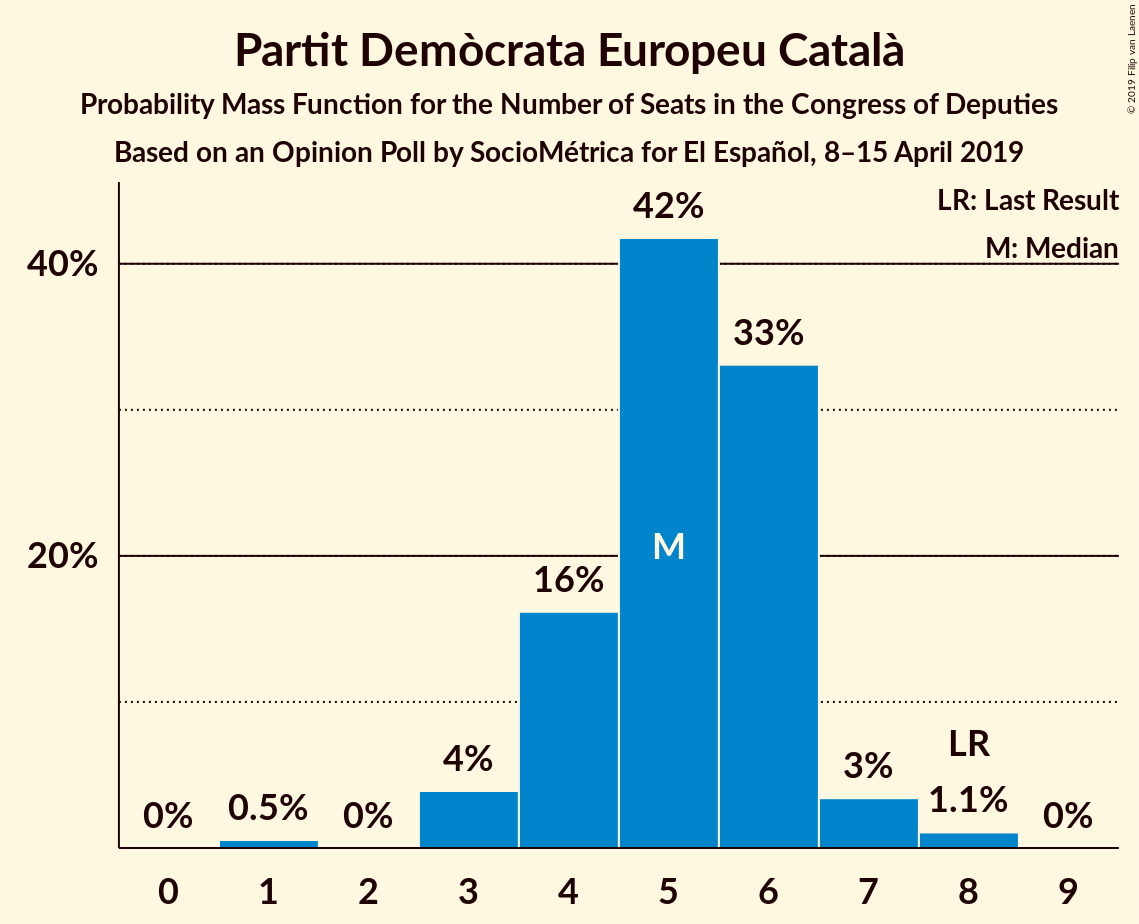 Partit Demòcrata Europeu Català
Probability Mass Function for the Number of Seats in the Congress of Deputies
Based on an Opinion Poll by SocioMétrica for El Español, 8–15 April 2019
© 2019 Filip van Laenen
LR: Last Result
M: Median
40%
20%
0%
0.5%
0%
4%
16%
42%
M
33%
3%
LR
1.1%
0%
0 1 2 3 4 5 6 7 8 9